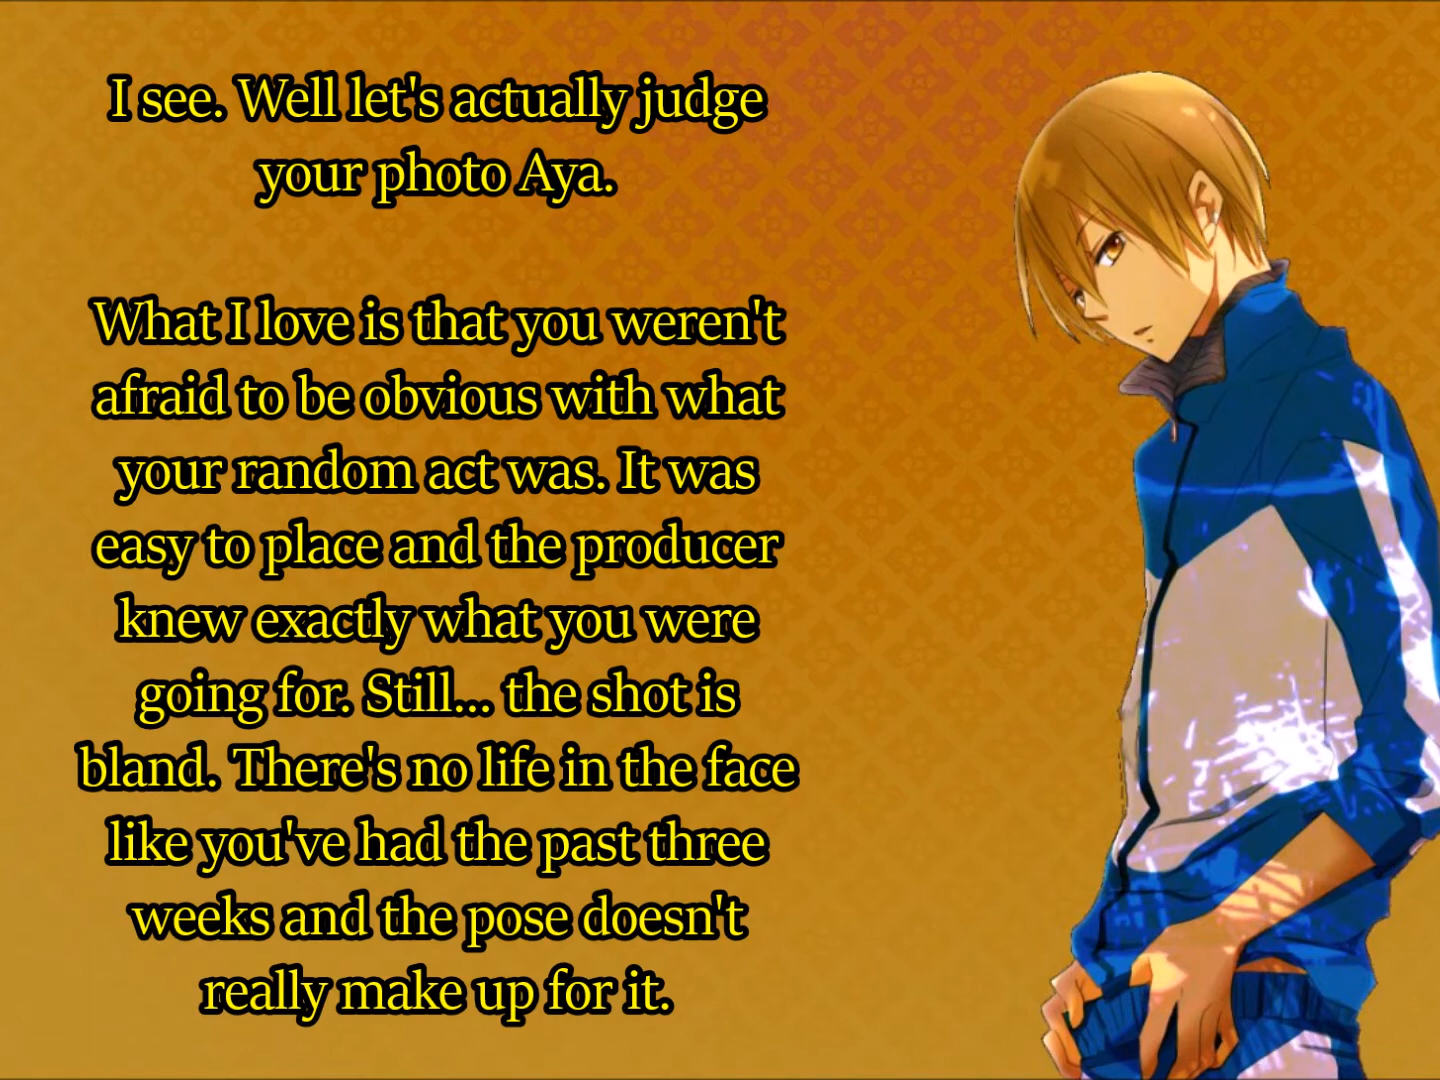 I see. Well let's actually judge
your photo Aya.
What I love is that you weren't
afraid to be obvious with what
your random act was. It was
easy to place and the producer
knew exactly what you were
going for. Still... the shot is
bland. There's no life in the face
like you've had the past three
weeks and the pose doesn't
really make up for it.